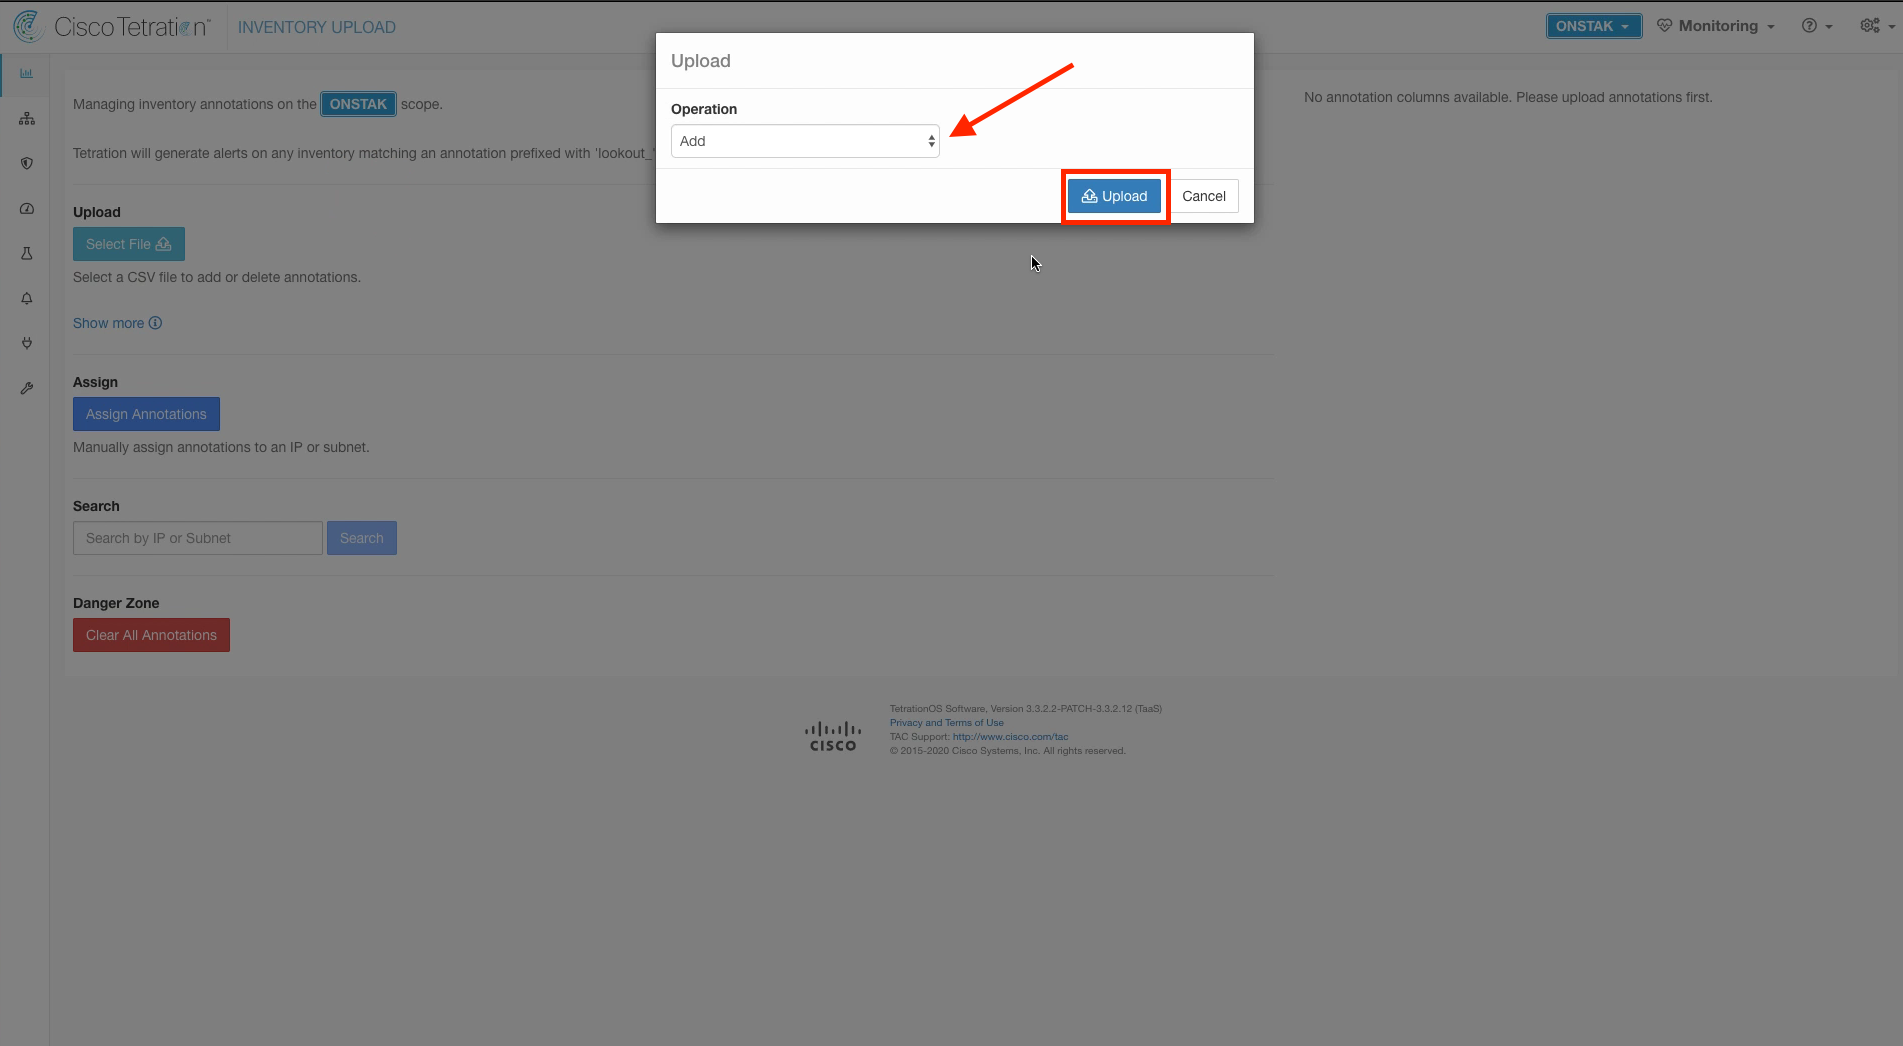 Cisco Tetration™ INVENTORY UPLOAD
ONSTAK Monitoring
Upload
Operation
Add
Upload Cancel
Managing inventory annotations on the ONSTAK scope.
Tetration will generate alerts on any inventory matching an annotation prefixed with 'lookout_'
No annotation columns available. Please upload annotations first.
Upload
Select File
Select a CSV file to add or delete annotations.
Show more
Assign
Assign Annotations
Manually assign annotations to an IP or subnet.
Search
Search by IP or Subnet Search
Danger Zone
Clear All Annotations
CISCO
TetrationOS Software, Version 3.3.2.2-PATCH-3.3.2.12 (TaaS)
Privacy and Terms of Use
TAC Support: http://www.cisco.com/tac
© 2015-2020 Cisco Systems, Inc. All rights reserved.